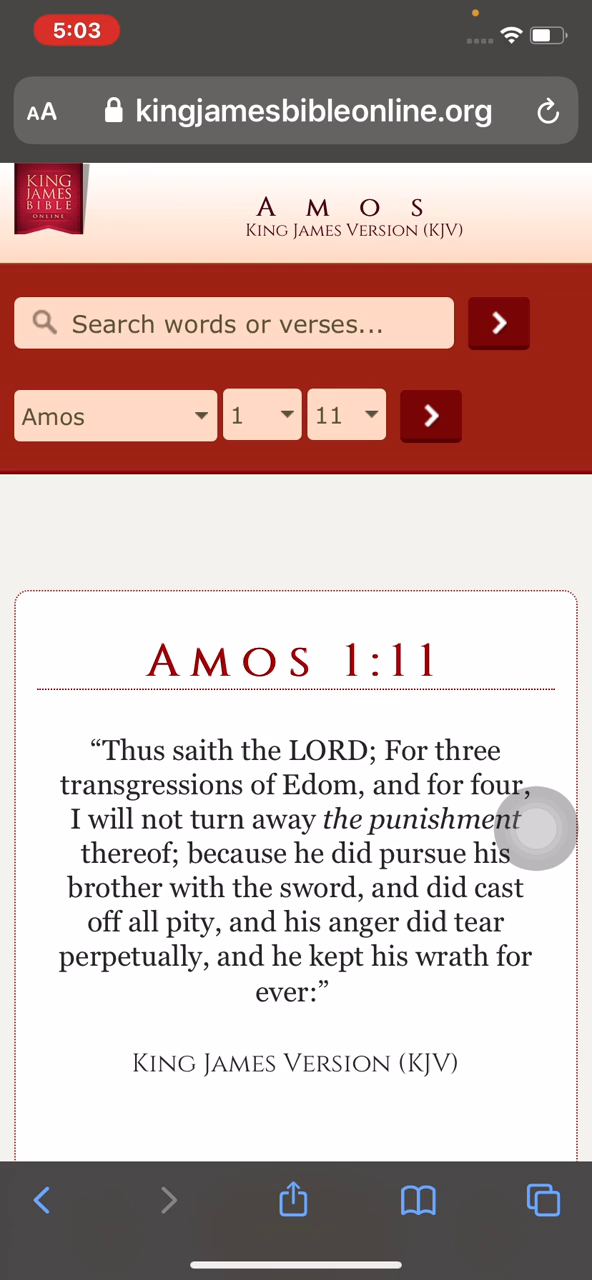 5:03
AA kingjamesbibleonline.org
KING
JAMES
BIBLE
ONLINE
AMOS
KING JAMES VERSION (KJV)
Search words or verses...
Amos 1 11
AMOS 1:11
“Thus saith the LORD; For three
transgressions of Edom, and for four,
I will not turn away the punishment
thereof; because he did pursue his
brother with the sword, and did cast
off all pity, and his anger did tear
perpetually, and he kept his wrath for
ever:”
KING JAMES VERSION (KJV)